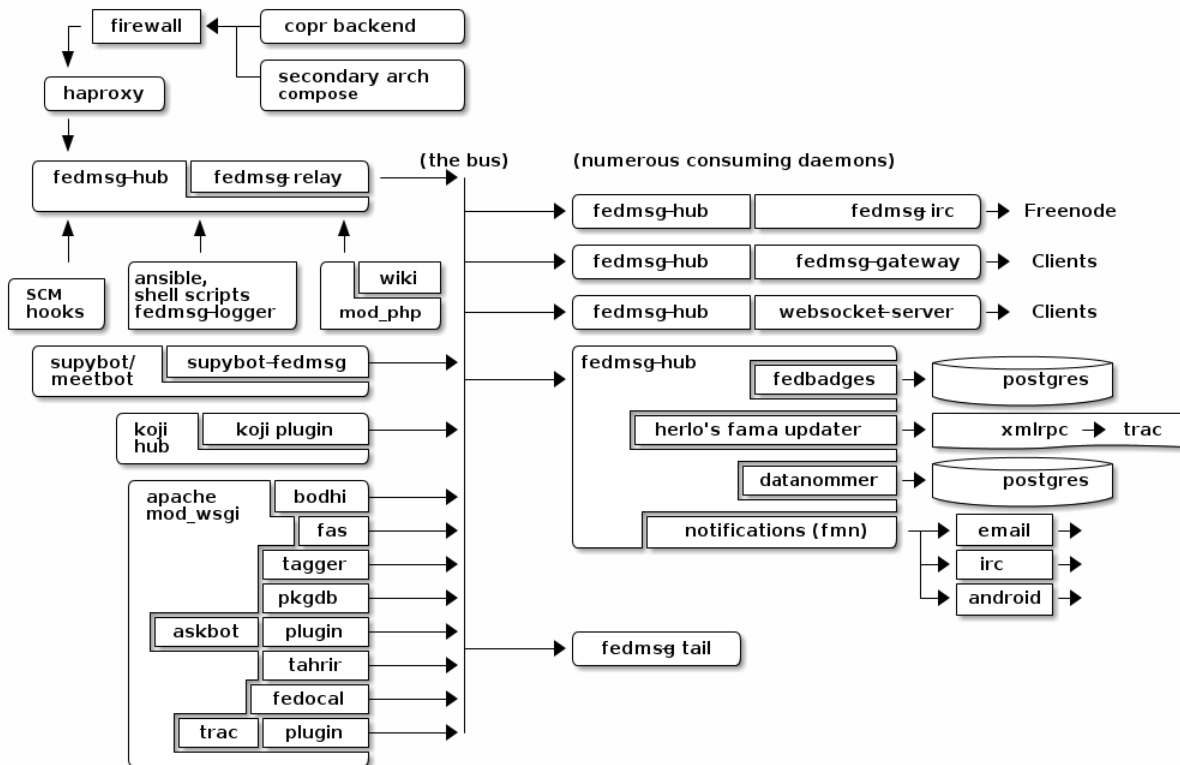 firewall
copr backend
secondary arch
compose
haproxy
(the bus)
(numerous consuming daemons)
fedmsg-hub
fedmsg-relay
fedmsg-hub
fedmsg-irc
Freenode
fedmsg-hub
fedmsg-gateway
Clients
fedmsg-hub
websocket-server
Clients
SCM
hooks
ansible,
shell scripts
fedmsg-logger
wiki
mod_php
supybot/
meetbot
supybot-fedmsg
koji
hub
koji plugin
apache
mod_wsgi
bodhi
fas
tagger
pkgdb
askbot
plugin
tahrir
fedocal
trac
plugin
fedmsg-hub
fedbadges
postgres
herlo's fama updater
xmlrpc
trac
datanommer
postgres
notifications (fmn)
email
irc
android
fedmsg tail